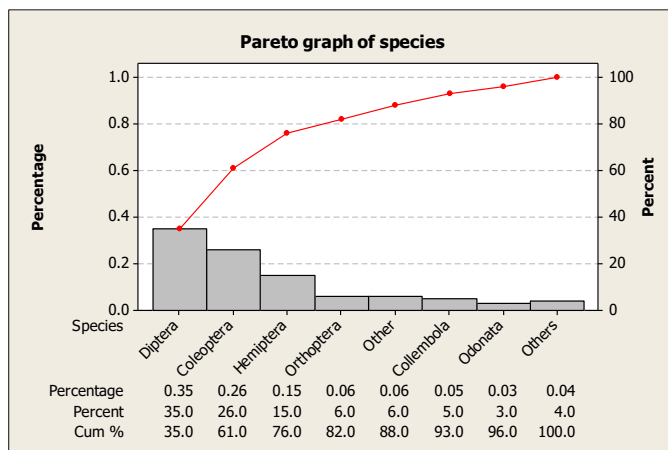 Pareto graph of species
1.0 100
0.8 80
0.6 60
0.4 40
0.2 20
0.0 0
Percentage
Percent
Species Diptera Coleoptera Hemiptera Orthoptera Other Collembola Odonata Others
Percentage 0.35 0.26 0.15 0.06 0.06 0.05 0.03 0.04
Percent 35.0 26.0 15.0 6.0 6.0 5.0 3.0 4.0
Cum % 35.0 61.0 76.0 82.0 88.0 93.0 96.0 100.0